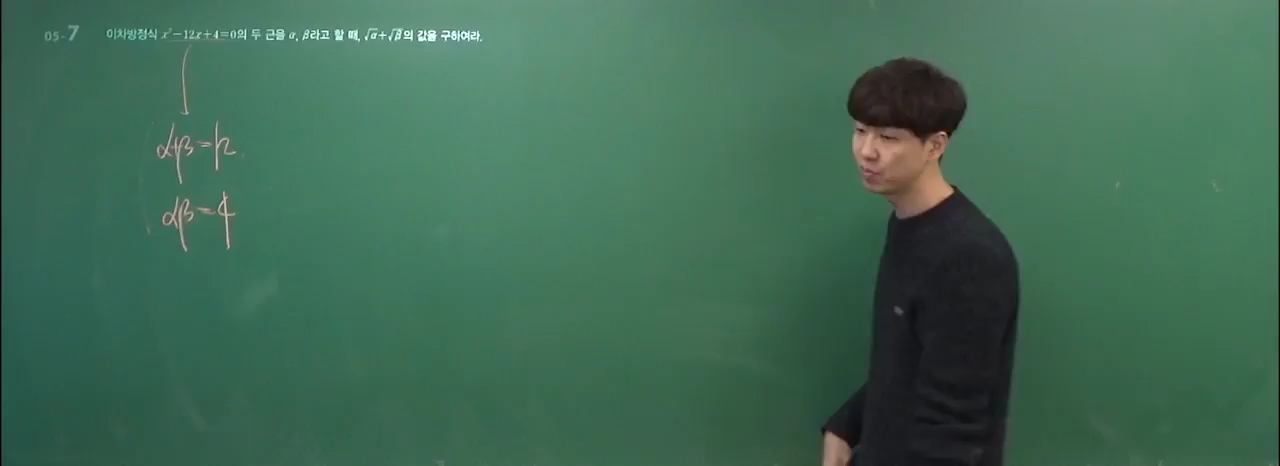 05-7 이차방정식 x²-12x+4=0의 두 근을 α, β라고 할 때, √α+√β의 값을 구하여라.
α+β=12
αβ=4